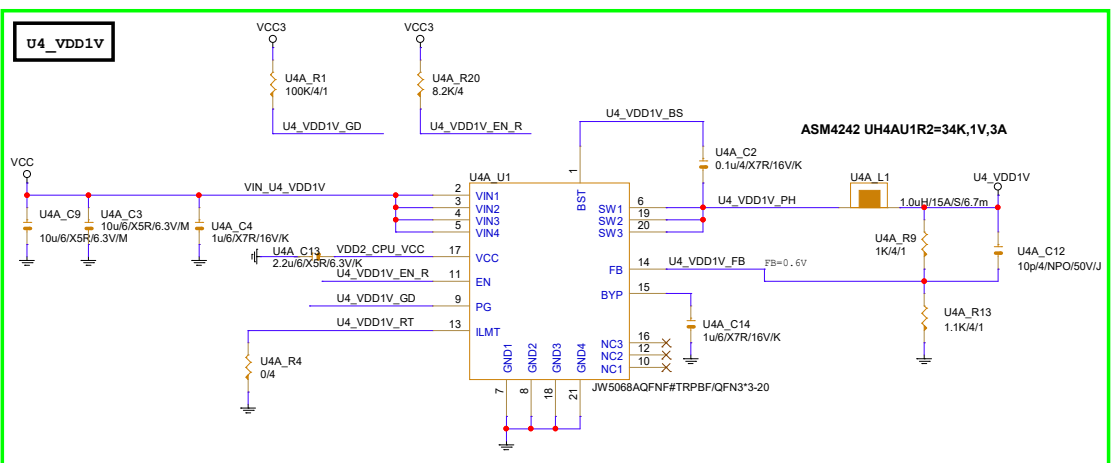 U4_VDD1V
VCC3
U4A_R1
100K/4/1
U4_VDD1V_GD
VCC3
U4A_R20
8.2K/4
U4_VDD1V_EN_R
U4_VDD1V_BS
ASM4242 UH4AU1R2=34K,1V,3A
VCC
VIN_U4_VDD1V
U4A_C9
10u/6/X5R/6.3V/M
U4A_C3
10u/6/X5R/6.3V/M
U4A_C4
1u/6/X7R/16V/K
U4A_C13
2.2u/6/X5R/6.3V/K
VDD2_CPU_VCC
U4_VDD1V_EN_R
U4_VDD1V_GD
U4_VDD1V_RT
U4A_R4
0/4
U4A_U1
2 VIN1
3 VIN2
4 VIN3
5 VIN4
17 VCC
11 EN
9 PG
13 ILMT
1 BST
SW1 6
SW2 19
SW3 20
FB 14
BYP 15
NC3 16
NC2 12
NC1 10
GND1 7
GND2 8
GND3 18
GND4 21
JW5068AQFNF#TRPBF/QFN3*3-20
U4A_C2
0.1u/4/X7R/16V/K
U4_VDD1V_PH
U4A_L1
1.0uH/15A/S/6.7m
U4_VDD1V
U4_VDD1V_FB
FB=0.6V
U4A_R9
1K/4/1
U4A_C12
10p/4/NPO/50V/J
U4A_R13
1.1K/4/1
U4A_C14
1u/6/X7R/16V/K